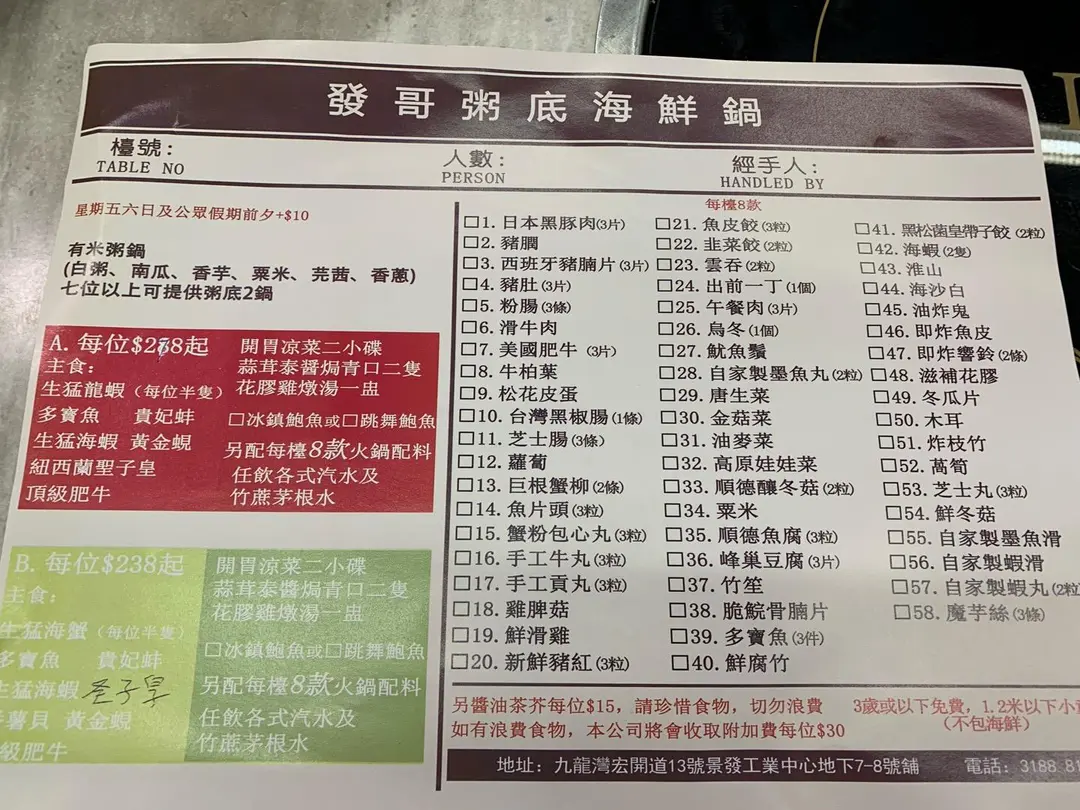 發哥粥底海鮮鍋
檯號：
TABLE NO
人數：
PERSON
經手人：
HANDLED BY
星期五六日及公眾假期前夕+$10
有米粥鍋
(白粥、南瓜、香芋、粟米、芫茜、香蔥)
七位以上可提供粥底2鍋
A. 每位$278起
主食：
生猛龍蝦（每位半隻）
多寶魚 貴妃蚌
生猛海蝦 黃金蜆
紐西蘭聖子皇
頂級肥牛
開胃凉菜二小碟
蒜茸泰醬焗青口二隻
花膠雞燉湯一盅
□冰鎮鮑魚或□跳舞鮑魚
另配每檯8款火鍋配料
任飲各式汽水及
竹蔗茅根水
B. 每位$238起
主食：
生猛海蟹（每位半隻）
多寶魚 貴妃蚌
生猛海蝦 圣子皇
薯貝 黃金蜆
級肥牛
開胃凉菜二小碟
蒜茸泰醬焗青口二隻
花膠雞燉湯一盅
□冰鎮鮑魚或□跳舞鮑魚
另配每檯8款火鍋配料
任飲各式汽水及
竹蔗茅根水
每檯8款
□1. 日本黑豚肉(3片)
□2. 豬膶
□3. 西班牙豬腩片(3片)
□4. 豬肚(3片)
□5. 粉腸(3條)
□6. 滑牛肉
□7. 美國肥牛 (3片)
□8. 牛柏葉
□9. 松花皮蛋
□10. 台灣黑椒腸(1條)
□11. 芝士腸(3條)
□12. 蘿蔔
□13. 巨根蟹柳(2條)
□14. 魚片頭(3粒)
□15. 蟹粉包心丸(3粒)
□16. 手工牛丸(3粒)
□17. 手工貢丸(3粒)
□18. 雞脾菇
□19. 鮮滑雞
□20. 新鮮豬紅(3粒)
□21. 魚皮餃(3粒)
□22. 韭菜餃(2粒)
□23. 雲吞(2粒)
□24. 出前一丁(1個)
□25. 午餐肉(3片)
□26. 烏冬(1個)
□27. 魷魚鬚
□28. 自家製墨魚丸(2粒)
□29. 唐生菜
□30. 金菇菜
□31. 油麥菜
□32. 高原娃娃菜
□33. 順德釀冬菇(2粒)
□34. 粟米
□35. 順德魚腐(3粒)
□36. 峰巢豆腐(3片)
□37. 竹笙
□38. 脆鯇骨腩片
□39. 多寶魚(3件)
□40. 鮮腐竹
□41. 黑松菌皇帶子餃(2粒)
□42. 海蝦(2隻)
□43. 淮山
□44. 海沙白
□45. 油炸鬼
□46. 即炸魚皮
□47. 即炸響鈴(2條)
□48. 滋補花膠
□49. 冬瓜片
□50. 木耳
□51. 炸枝竹
□52. 萵筍
□53. 芝士丸(3粒)
□54. 鮮冬菇
□55. 自家製墨魚滑
□56. 自家製蝦滑
□57. 自家製蝦丸(2粒
□58. 魔芋絲(3條)
另醬油茶芥每位$15，請珍惜食物，切勿浪費
如有浪費食物，本公司將會收取附加費每位$30
3歲或以下免費，1.2米以下小
(不包海鮮)
地址：九龍灣宏開道13號景發工業中心地下7-8號舖 電話：3188 81